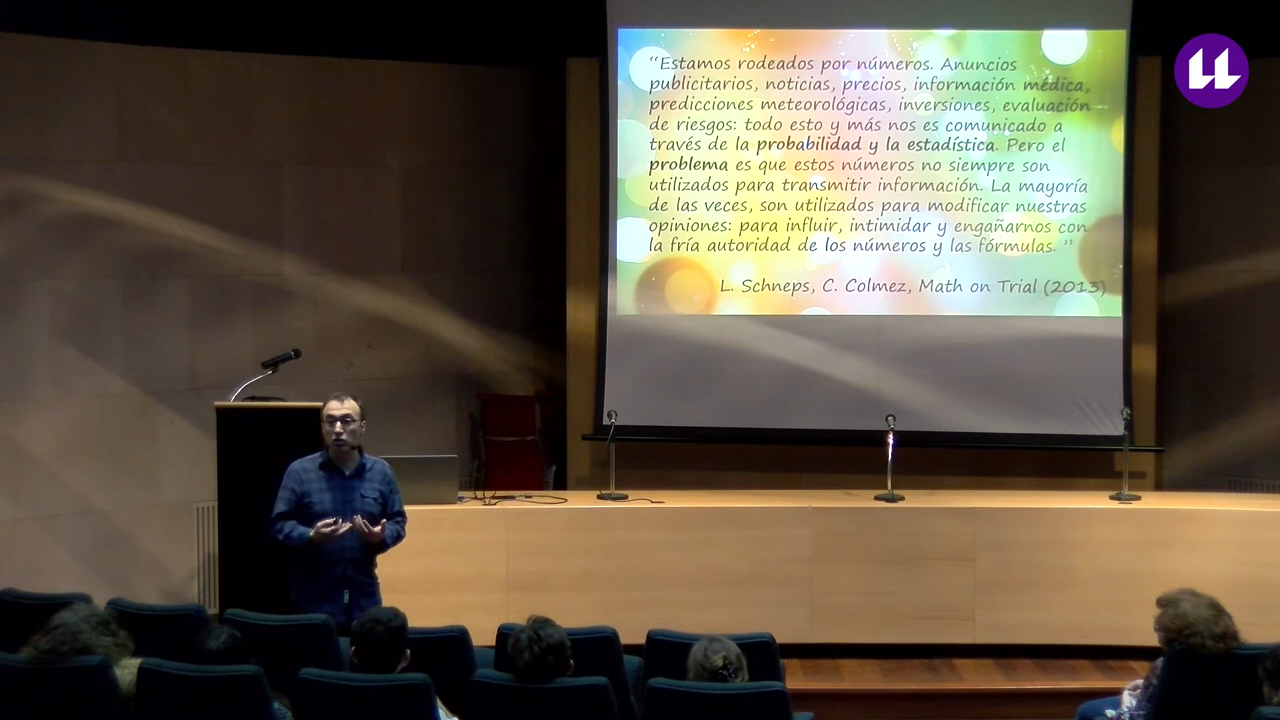 “Estamos rodeados por números. Anuncios
publicitarios, noticias, precios, información médica,
predicciones meteorológicas, inversiones, evaluación
de riesgos: todo esto y más nos es comunicado a
través de la probabilidad y la estadística. Pero el
problema es que estos números no siempre son
utilizados para transmitir información. La mayoría
de las veces, son utilizados para modificar nuestras
opiniones: para influir, intimidar y engañarnos con
la fría autoridad de los números y las fórmulas. ”
L. Schneps, C. Colmez, Math on Trial (2013)